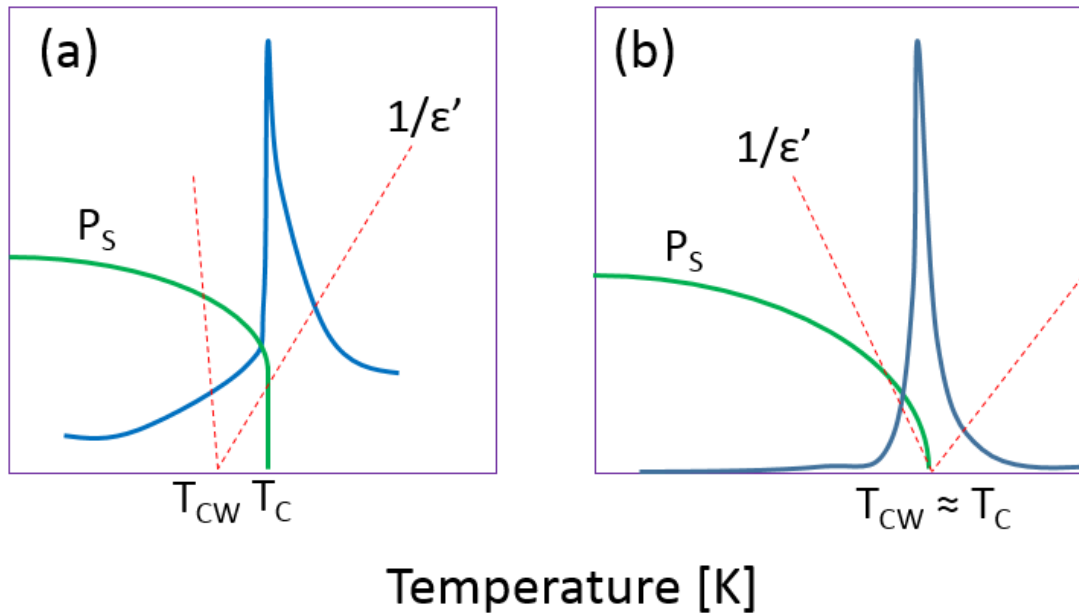 (a)
1/ε’
P_S
T_CW T_C
(b)
1/ε’
P_S
T_CW ≈ T_C
Temperature [K]